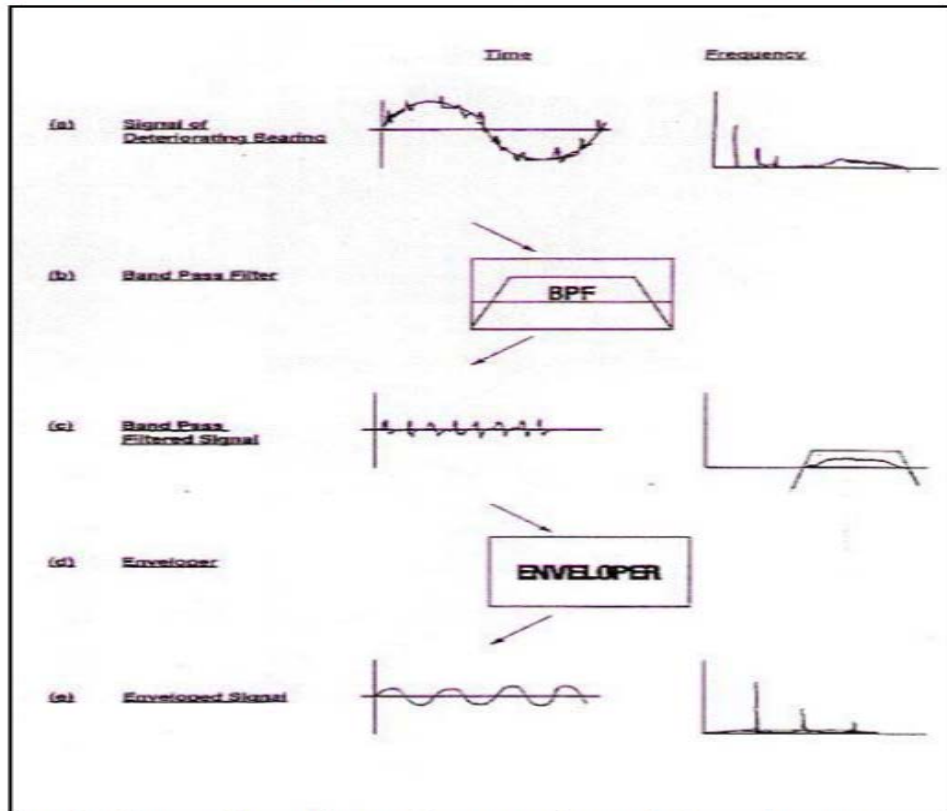 Time Frequency
(a) Signal of
Deteriorating Bearing
(b) Band Pass Filter
BPF
(c) Band Pass
Filtered Signal
(d) Enveloper
ENVELOPER
(e) Enveloped Signal